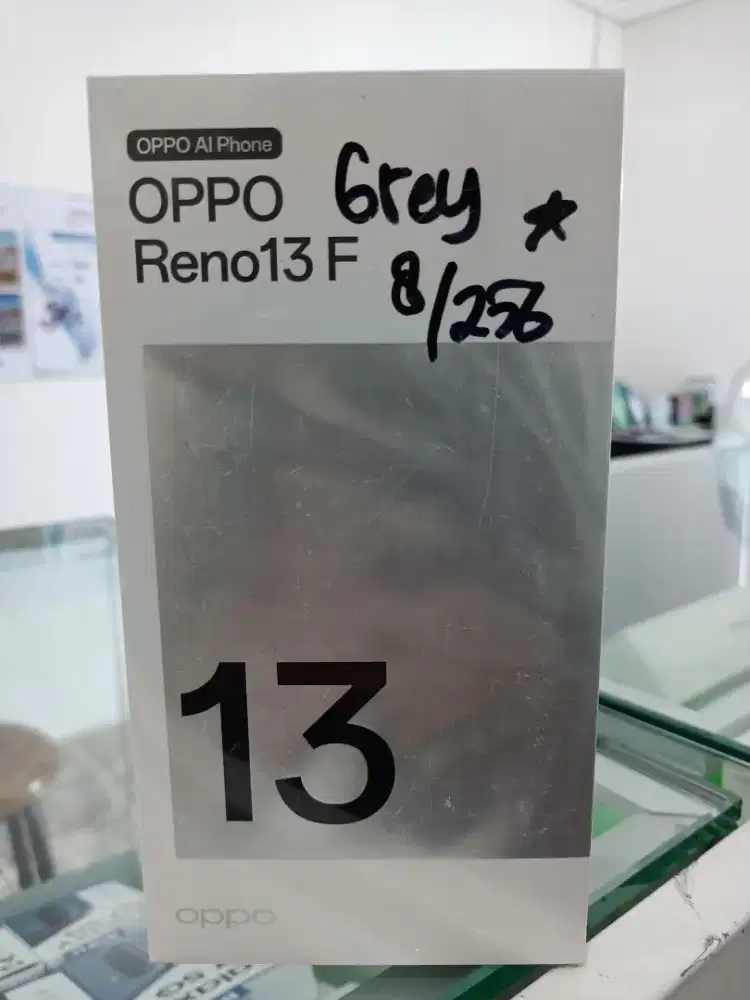 OPPO AI Phone
OPPO Grey
Reno13 F 8/256
13
oppo